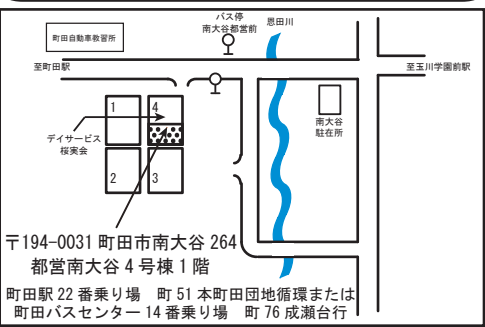 バス停
南大谷都営前
恩田川
町田自動車教習所
至町田駅
至玉川学園前駅
1
4
デイサービス
桜実会
南大谷
駐在所
2
3
〒194-0031 町田市南大谷 264
都営南大谷 4 号棟 1 階
町田駅 22 番乗り場 町 51 本町田団地循環または
町田バスセンター 14 番乗り場 町 76 成瀬台行